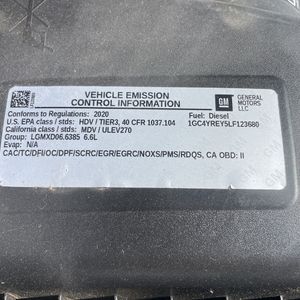 VEHICLE EMISSION
CONTROL INFORMATION
GM
GENERAL
MOTORS
LLC
Conforms to Regulations: 2020
Fuel: Diesel
U.S. EPA class / stds: HDV / TIER3, 40 CFR 1037.104
1GC4YREY5LF123680
California class / stds: MDV / ULEV270
Group: LGMXD06.6385 6.6L
Evap: N/A
CAC/TC/DFI/OC/DPF/SCRC/EGR/EGRC/NOXS/PMS/RDQS, CA OBD: II